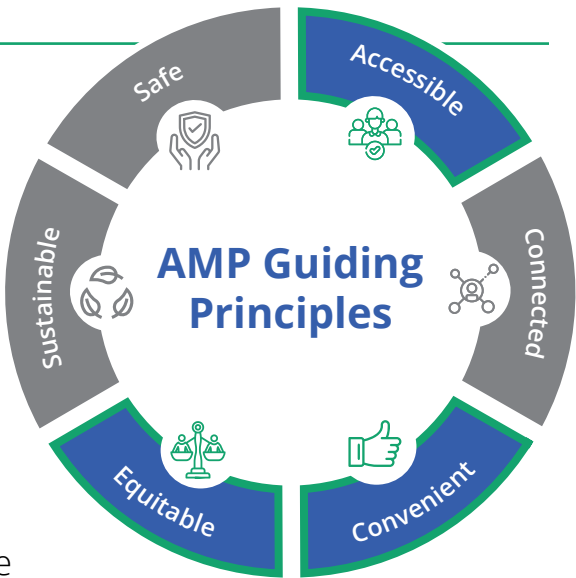 Safe
Accessible
Connected
Convenient
Equitable
Sustainable
AMP Guiding
Principles
e